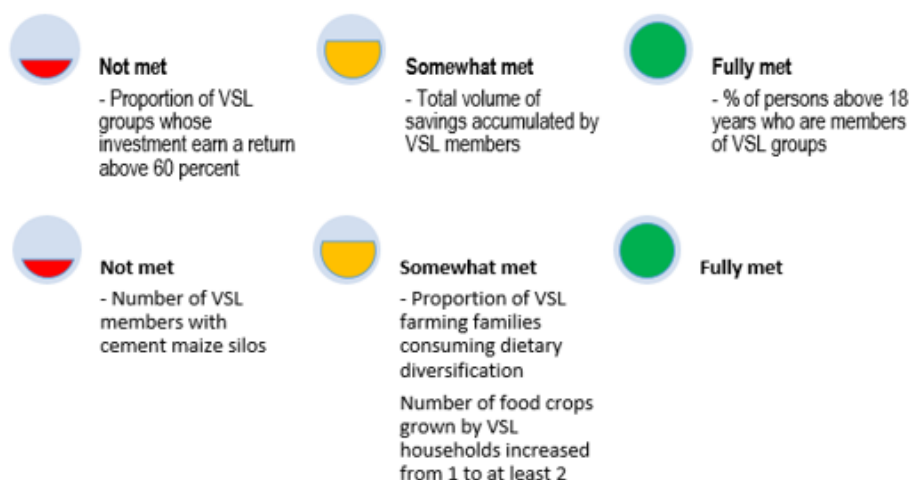 Not met
- Proportion of VSL
groups whose
investment earn a return
above 60 percent
Somewhat met
- Total volume of
savings accumulated by
VSL members
Fully met
- % of persons above 18
years who are members
of VSL groups
Not met
- Number of VSL
members with
cement maize silos
Somewhat met
- Proportion of VSL
farming families
consuming dietary
diversification
Number of food crops
grown by VSL
households increased
from 1 to at least 2
Fully met